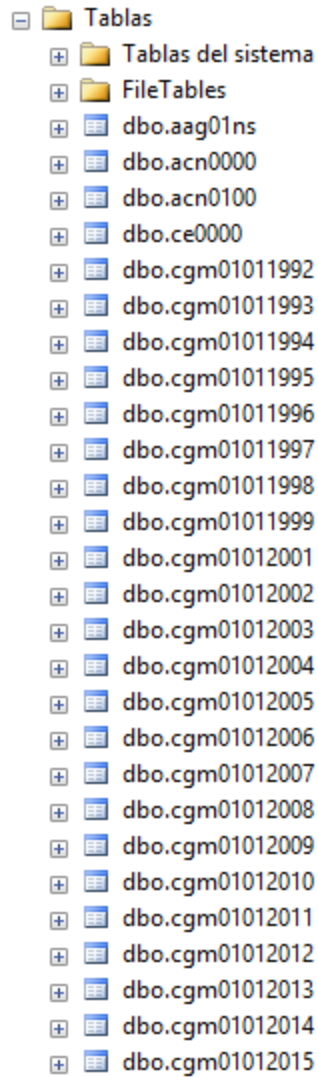 Tablas
Tablas del sistema
FileTables
dbo.aag01ns
dbo.acn0000
dbo.acn0100
dbo.ce0000
dbo.cgm01011992
dbo.cgm01011993
dbo.cgm01011994
dbo.cgm01011995
dbo.cgm01011996
dbo.cgm01011997
dbo.cgm01011998
dbo.cgm01011999
dbo.cgm01012001
dbo.cgm01012002
dbo.cgm01012003
dbo.cgm01012004
dbo.cgm01012005
dbo.cgm01012006
dbo.cgm01012007
dbo.cgm01012008
dbo.cgm01012009
dbo.cgm01012010
dbo.cgm01012011
dbo.cgm01012012
dbo.cgm01012013
dbo.cgm01012014
dbo.cgm01012015